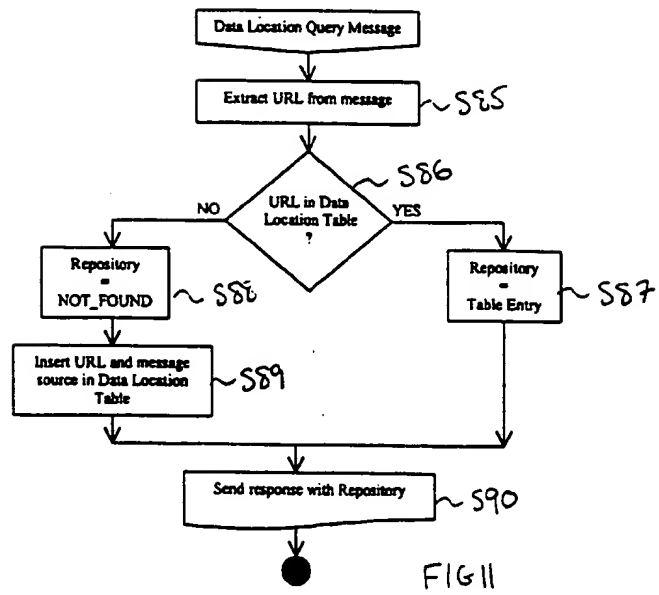 Data Location Query Message
Extract URL from message
S85
S86
URL in Data
Location Table
?
NO
YES
Repository
=
NOT_FOUND
S88
Repository
=
Table Entry
S87
Insert URL and message
source in Data Location
Table
S89
Send response with Repository
S90
FIG 11